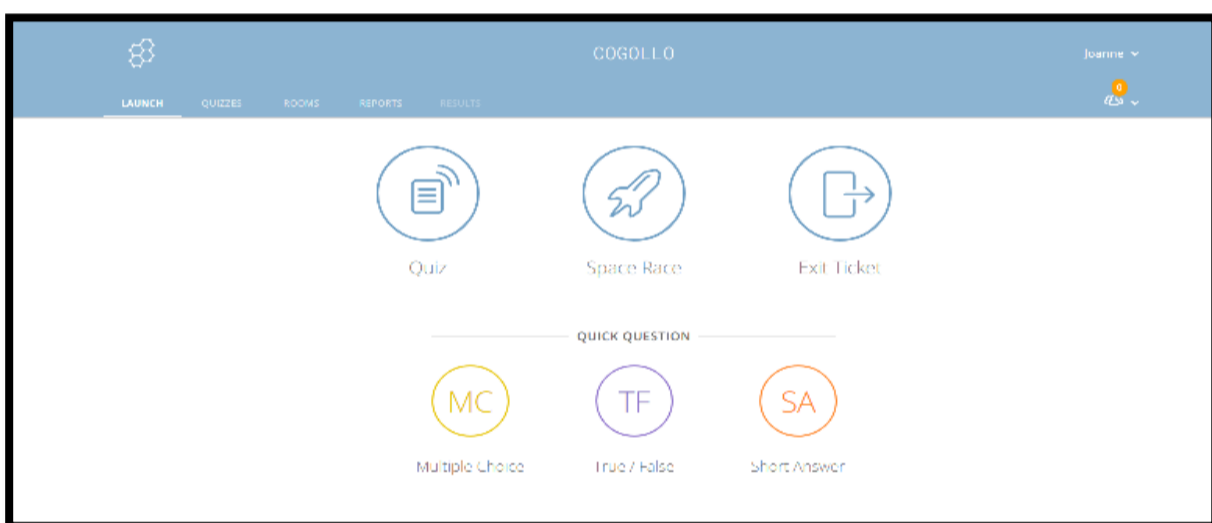 COGOLLO
Joanne
LAUNCH QUIZZES ROOMS REPORTS RESULTS
0
Quiz Space Race Exit Ticket
QUICK QUESTION
MC TF SA
Multiple Choice True / False Short Answer